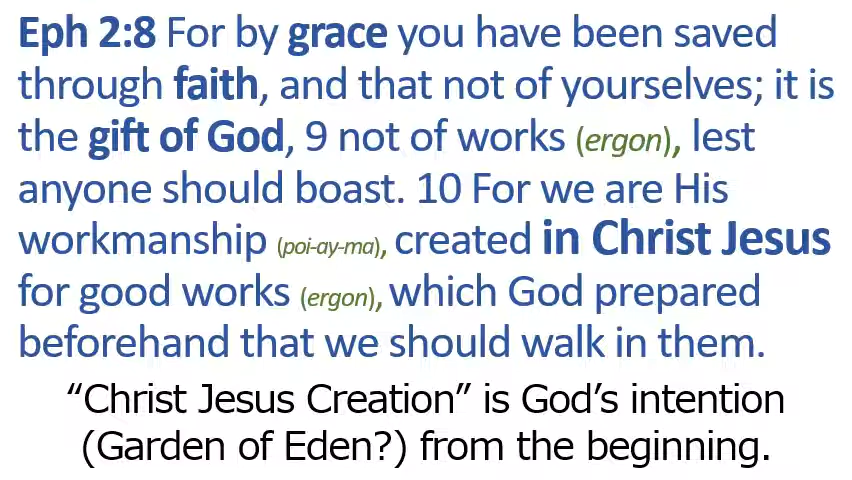 Eph 2:8 For by grace you have been saved
through faith, and that not of yourselves; it is
the gift of God, 9 not of works (ergon), lest
anyone should boast. 10 For we are His
workmanship (poi-ay-ma), created in Christ Jesus
for good works (ergon), which God prepared
beforehand that we should walk in them.
“Christ Jesus Creation” is God’s intention
(Garden of Eden?) from the beginning.